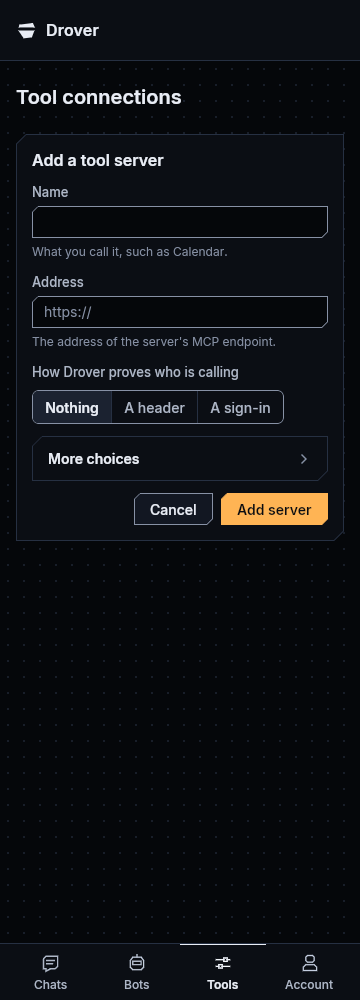 Drover
Tool connections
Add a tool server
Name
What you call it, such as Calendar.
Address
https://
The address of the server's MCP endpoint.
How Drover proves who is calling
Nothing
A header
A sign-in
More choices
Cancel
Add server
Chats
Bots
Tools
Account